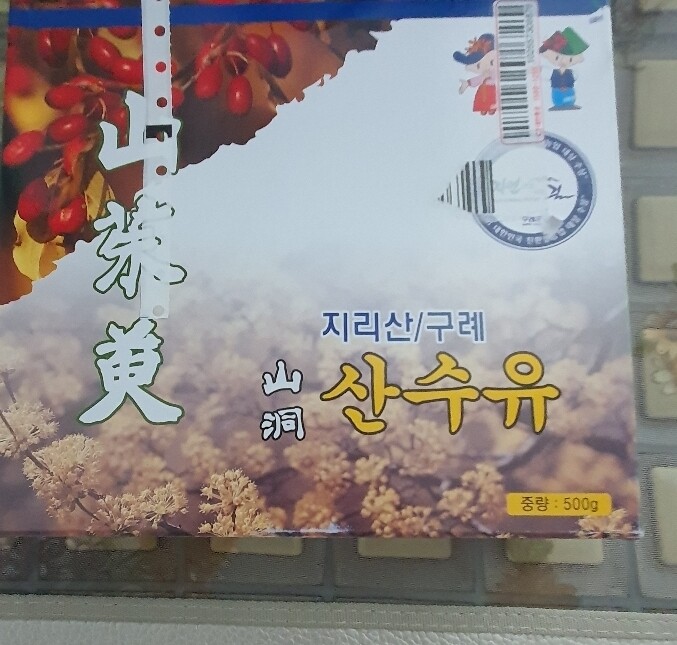 山茱萸
지리산/구례
山洞
산수유
중량 : 500g